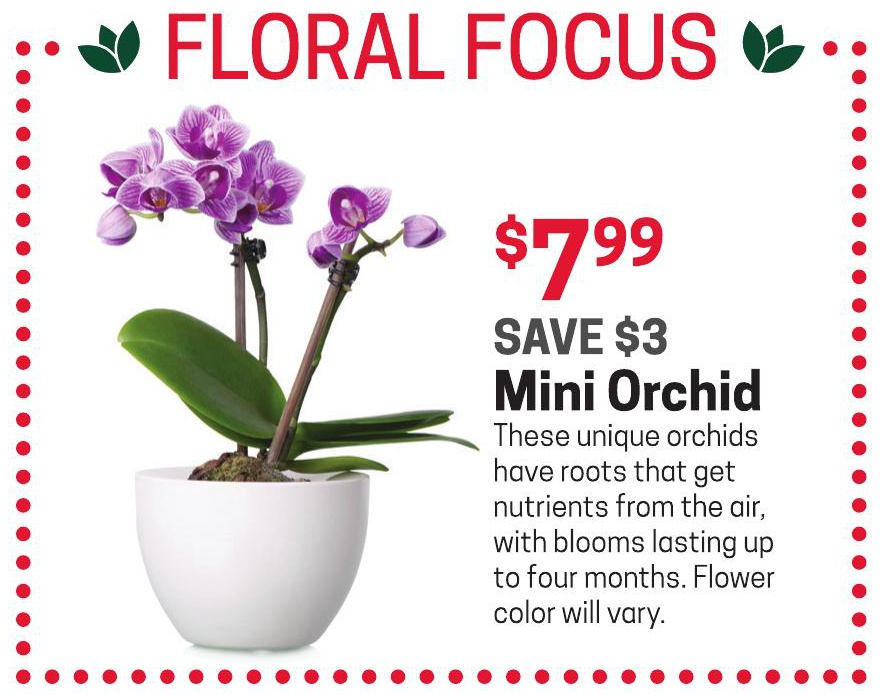 FLORAL FOCUS
$7 99
SAVE $3
Mini Orchid
These unique orchids
have roots that get
nutrients from the air,
with blooms lasting up
to four months. Flower
color will vary.